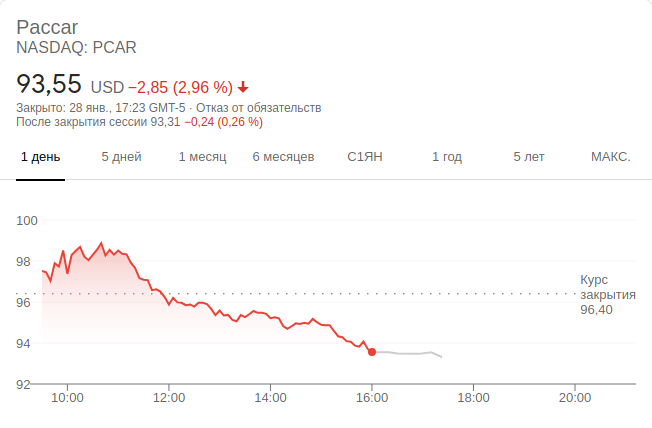 Paccar
NASDAQ: PCAR
93,55 USD −2,85 (2,96 %)
Закрыто: 28 янв., 17:23 GMT-5 · Отказ от обязательств
После закрытия сессии 93,31 −0,24 (0,26 %)
1 день 5 дней 1 месяц 6 месяцев С1ЯН 1 год 5 лет МАКС.
100
98
96
94
92
Курс
закрытия
96,40
10:00 12:00 14:00 16:00 18:00 20:00